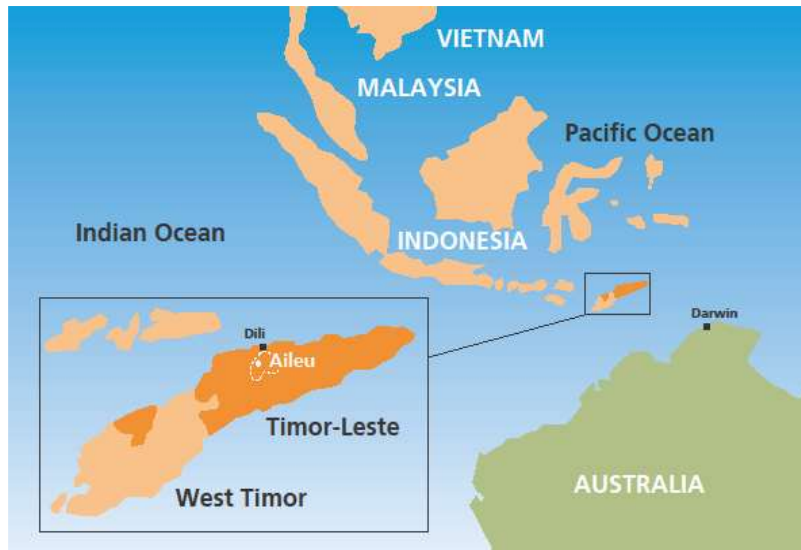 VIETNAM
MALAYSIA
Pacific Ocean
Indian Ocean
INDONESIA
Darwin
Dili
Aileu
Timor-Leste
West Timor
AUSTRALIA